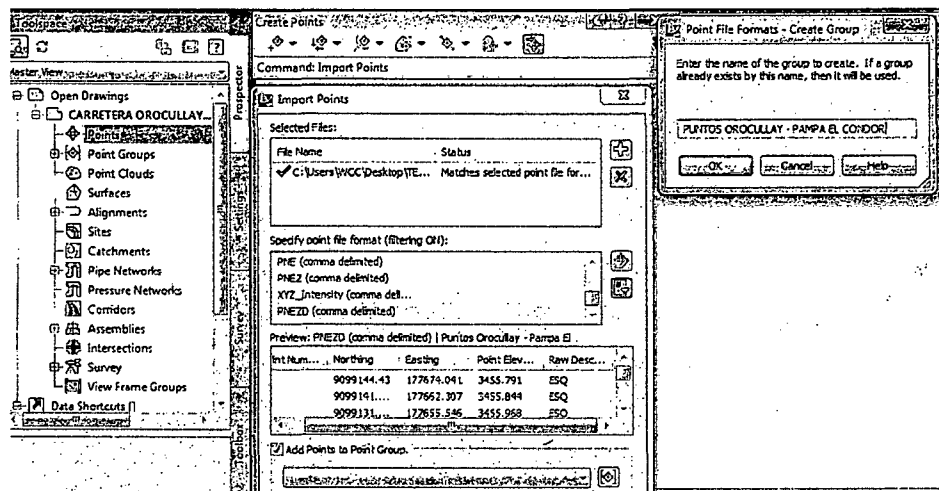 Toolspace
Master View
Open Drawings
CARRETERA OROCULLAY...
Points
Point Groups
Point Clouds
Surfaces
Alignments
Sites
Catchments
Pipe Networks
Pressure Networks
Corridors
Assemblies
Intersections
Survey
View Frame Groups
Data Shortcuts []
Prospector
Settings
Survey
Toolbox
Create Points
Command: Import Points
Import Points
Selected Files:
File Name Status
C:\Users\WCC\Desktop\TE... Matches selected point file for...
Specify point file format (filtering ON):
PNE (comma delimited)
PNEZ (comma delimited)
XYZ_Intensity (comma deli...
PNEZD (comma delimited)
Preview: PNEZD (comma delimited) | Puntos Orocullay - Pampa El
int Num... Northing Easting Point Elev... Raw Desc...
9099144.43 177674.041 3455.791 ESQ
9099141.... 177662.307 3455.844 ESQ
9099131.... 177655.546 3455.968 ESQ
Add Points to Point Group.
Point File Formats - Create Group
Enter the name of the group to create. If a group
already exists by this name, then it will be used.
PUNTOS OROCULLAY - PAMPA EL CONDOR
OK Cancel Help